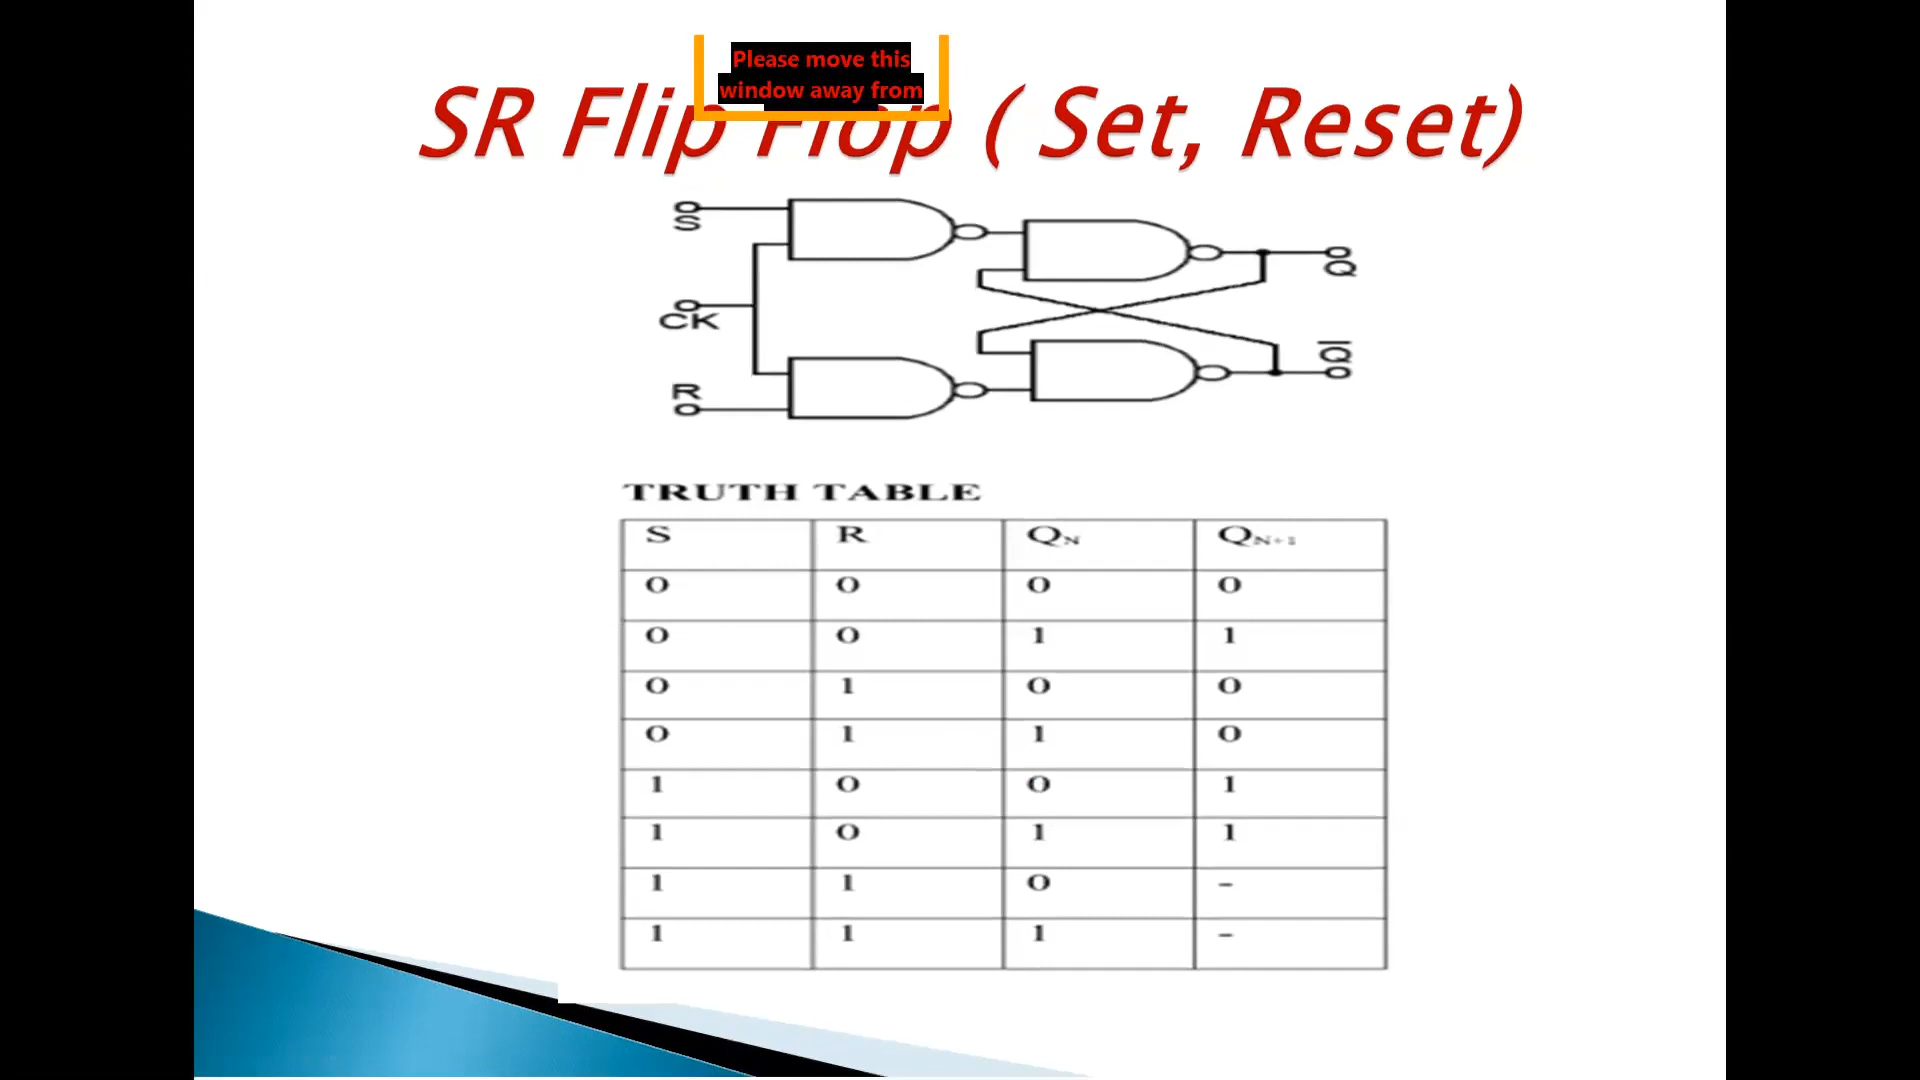 Please move this
window away from
SR Flip Flop ( Set, Reset)
S
Q
CK
Q̅
R
TRUTH TABLE
S R QN QN+1
0 0 0 0
0 0 1 1
0 1 0 0
0 1 1 0
1 0 0 1
1 0 1 1
1 1 0 -
1 1 1 -